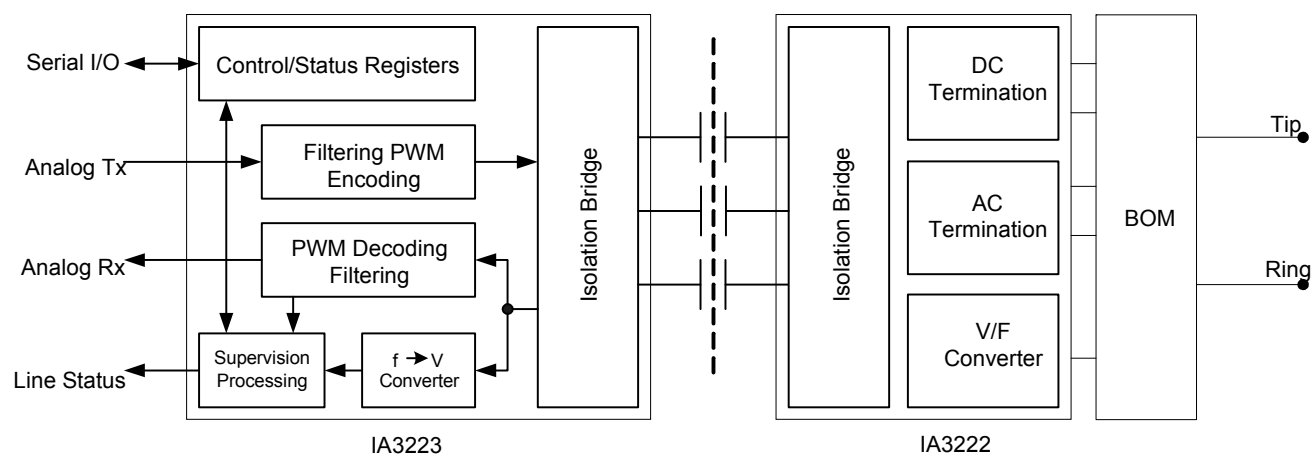 Serial I/O
Control/Status Registers
Analog Tx
Filtering PWM
Encoding
Analog Rx
PWM Decoding
Filtering
Line Status
Supervision
Processing
f → V
Converter
Isolation Bridge
IA3223
Isolation Bridge
DC
Termination
AC
Termination
V/F
Converter
IA3222
BOM
Tip
Ring